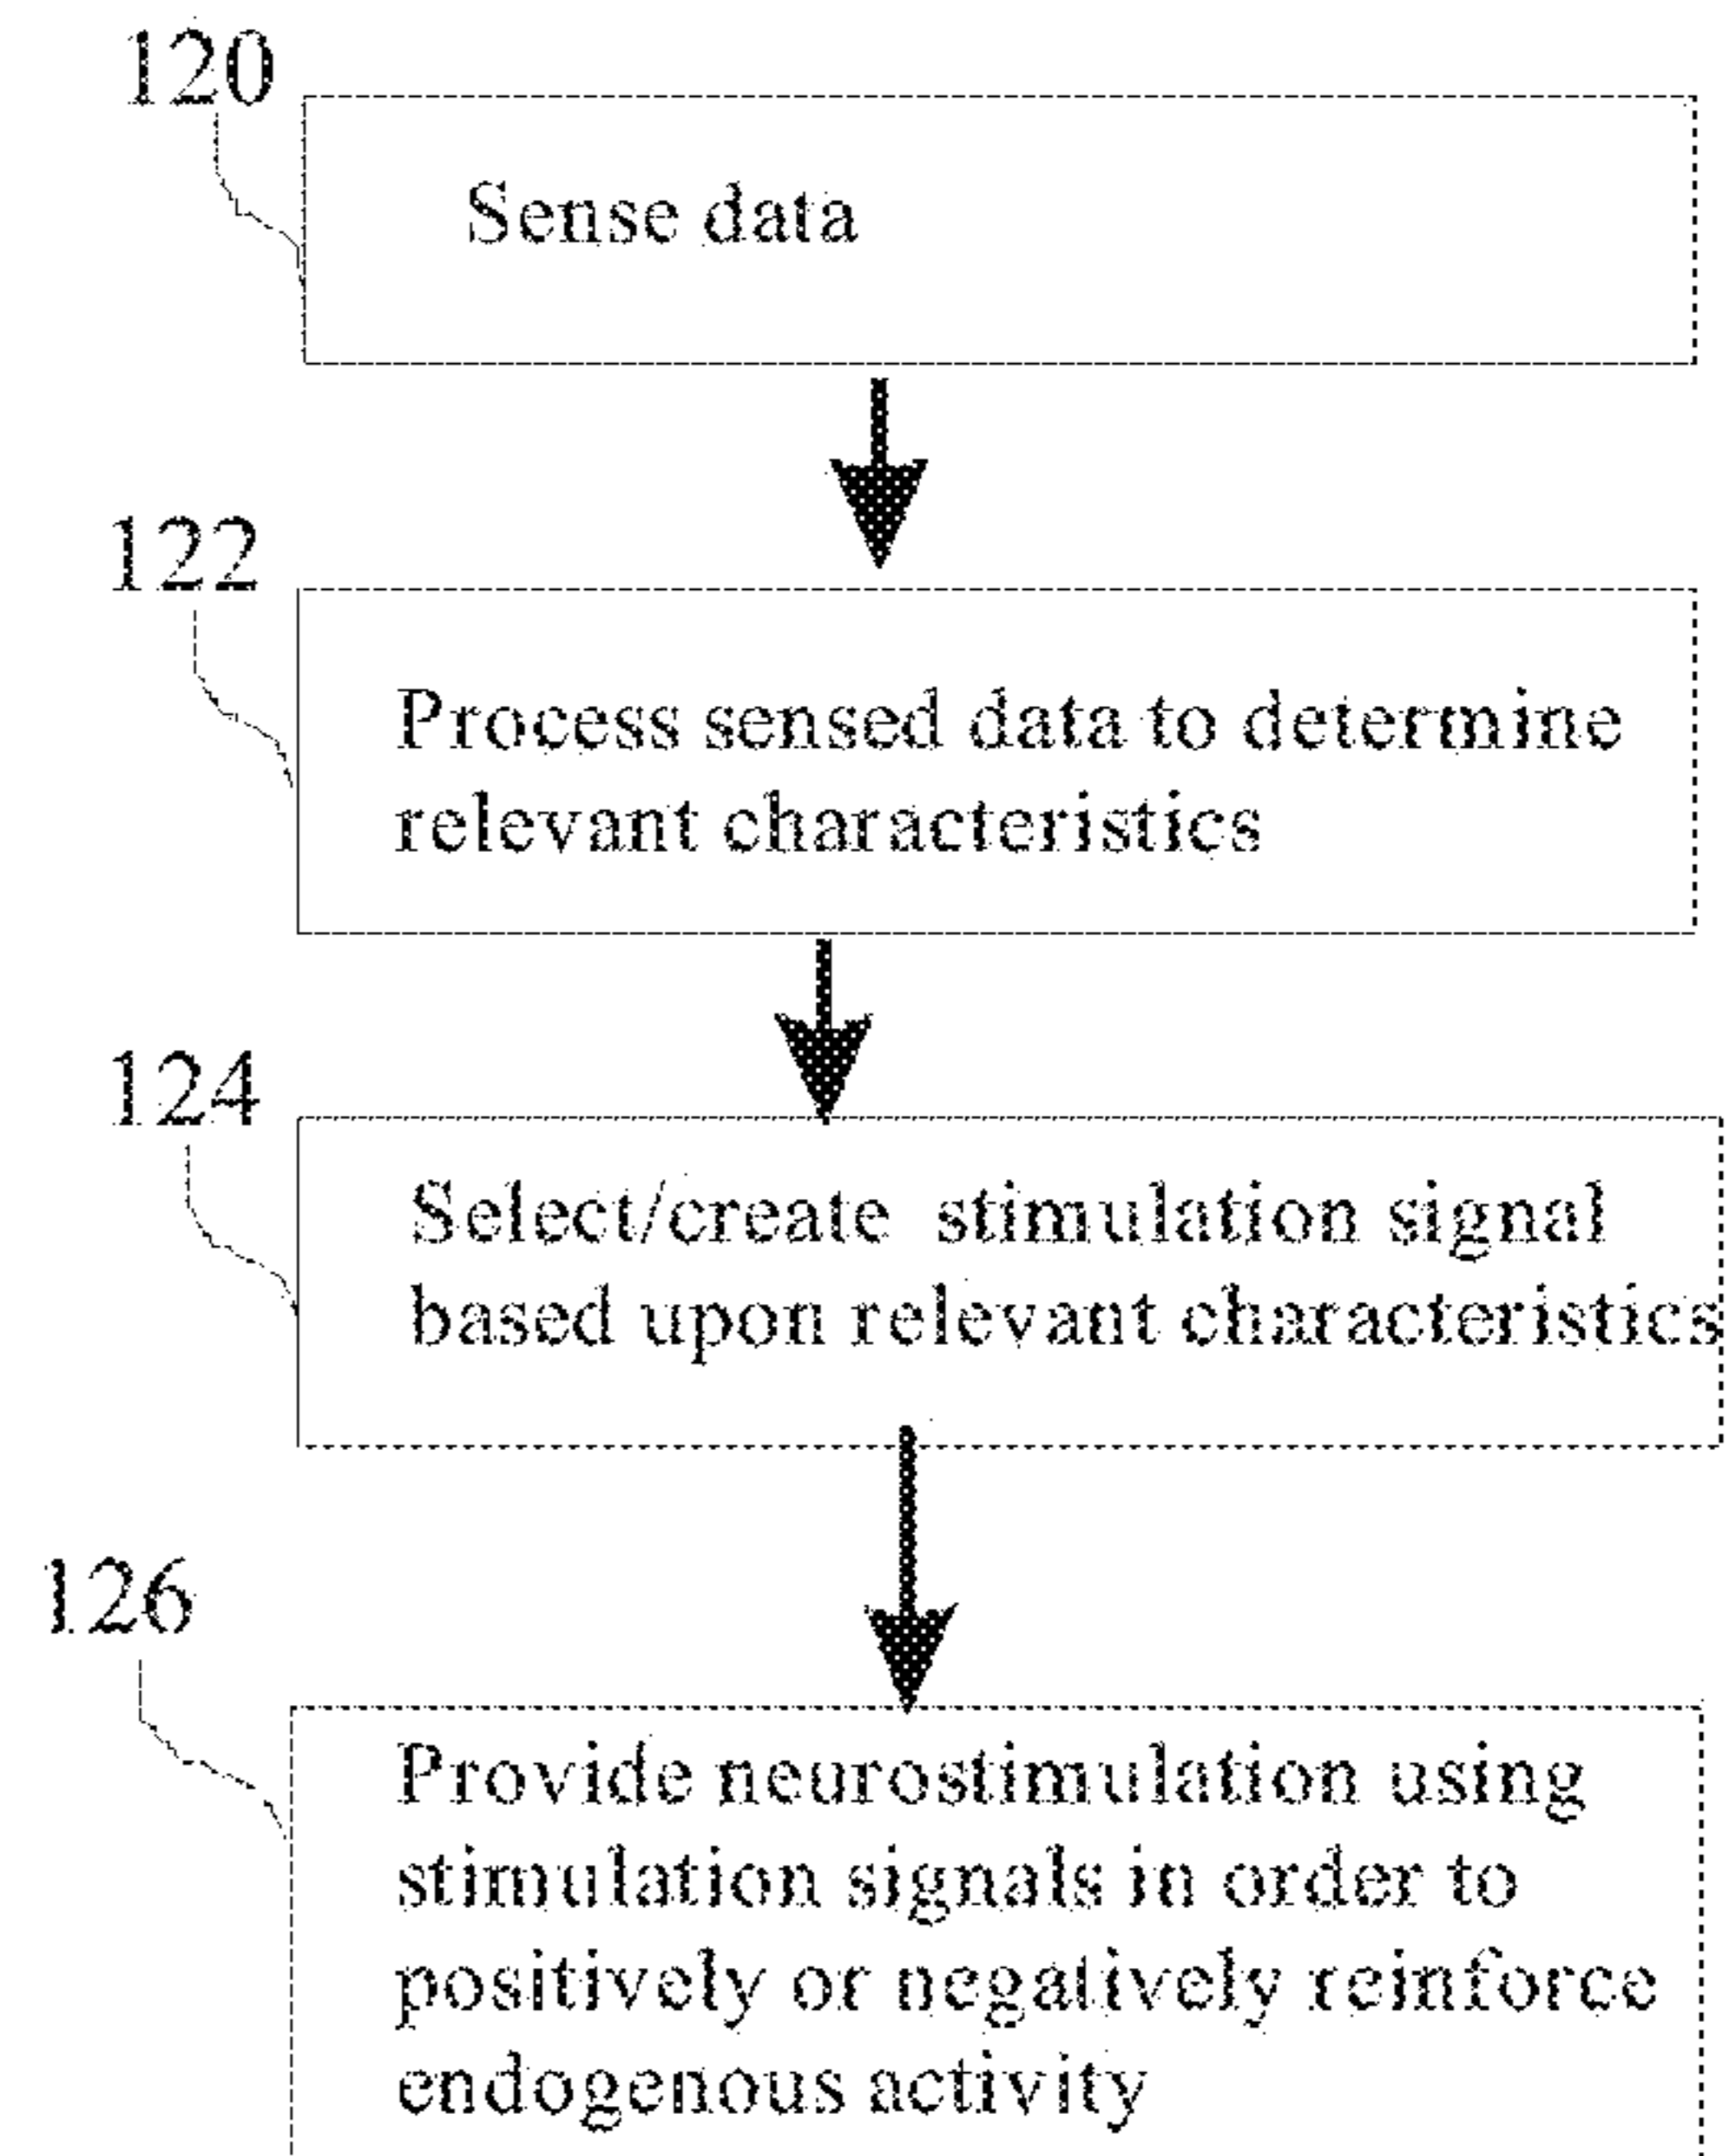 120
Sense data
122
Process sensed data to determine
relevant characteristics
124
Select/create stimulation signal
based upon relevant characteristics
126
Provide neurostimulation using
stimulation signals in order to
positively or negatively reinforce
endogenous activity